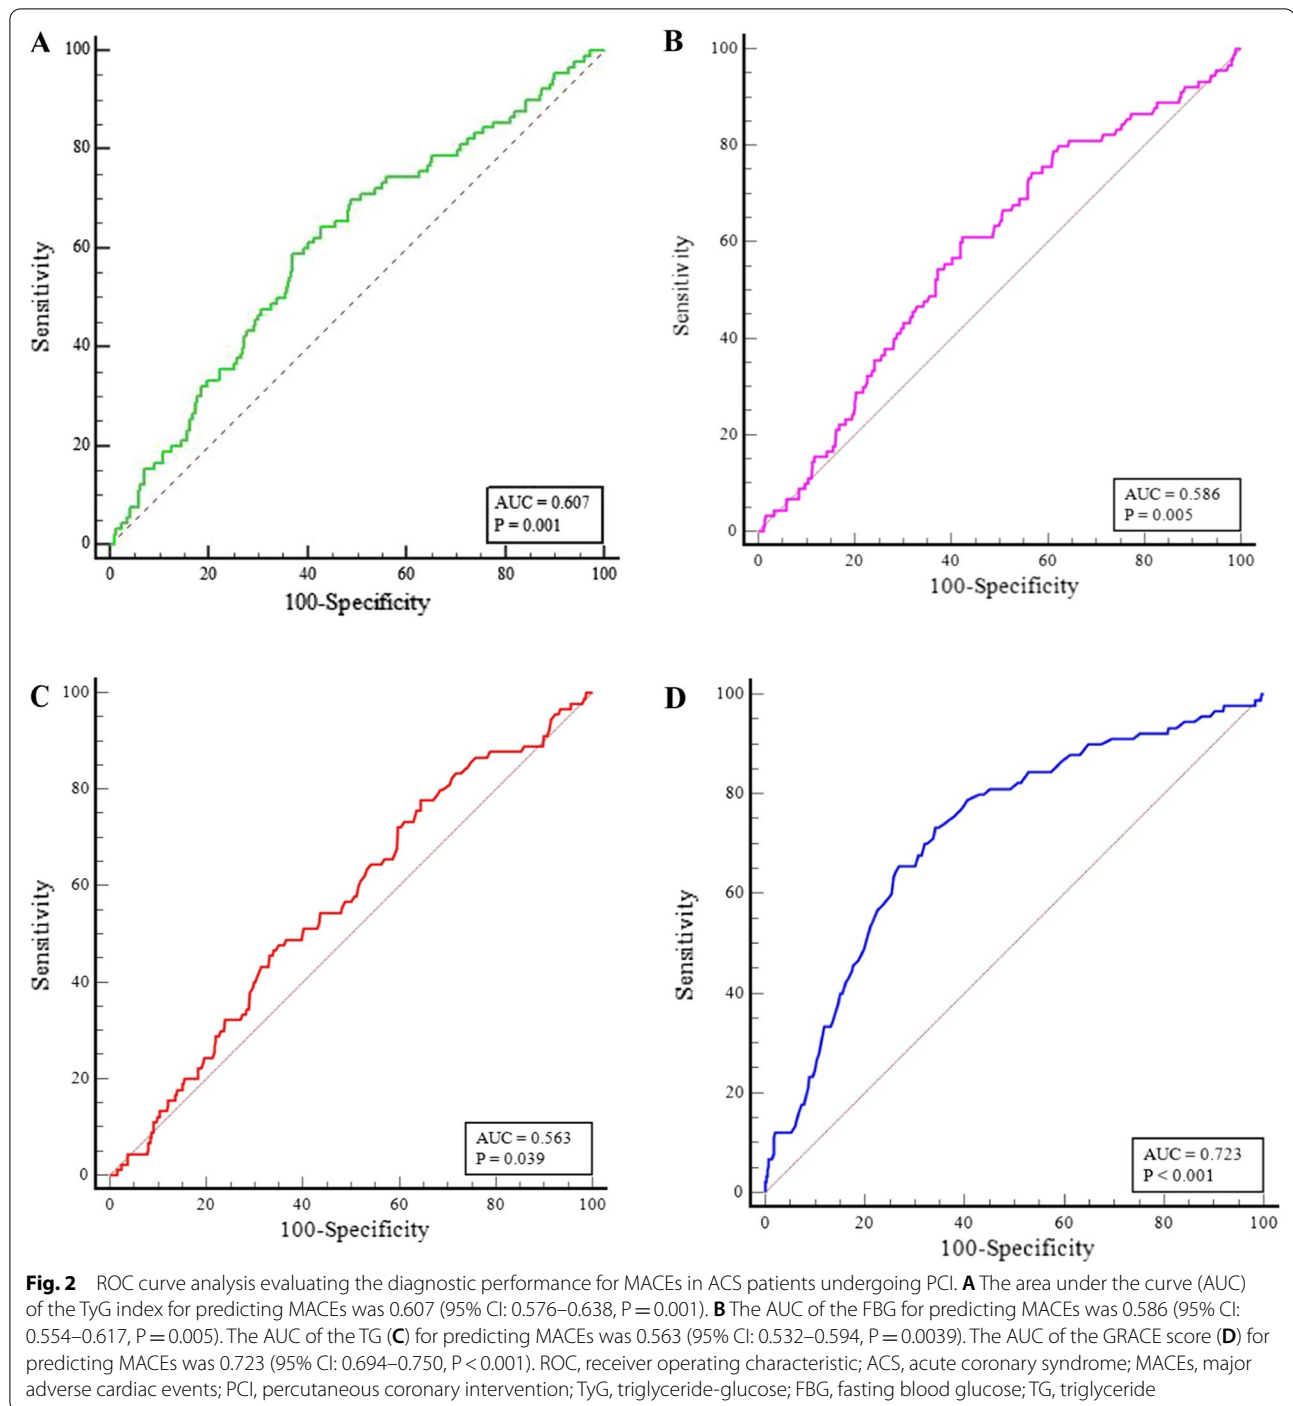 A
100
80
60
40
20
0
Sensitivity
AUC = 0.607
P = 0.001
0 20 40 60 80 100
100-Specificity
B
100
80
60
40
20
0
Sensitivity
AUC = 0.586
P = 0.005
0 20 40 60 80 100
100-Specificity
C
100
80
60
40
20
0
Sensitivity
AUC = 0.563
P = 0.039
0 20 40 60 80 100
100-Specificity
D
100
80
60
40
20
0
Sensitivity
AUC = 0.723
P < 0.001
0 20 40 60 80 100
100-Specificity
Fig. 2 ROC curve analysis evaluating the diagnostic performance for MACEs in ACS patients undergoing PCI. A The area under the curve (AUC)
of the TyG index for predicting MACEs was 0.607 (95% CI: 0.576–0.638, P = 0.001). B The AUC of the FBG for predicting MACEs was 0.586 (95% CI:
0.554–0.617, P = 0.005). The AUC of the TG (C) for predicting MACEs was 0.563 (95% CI: 0.532–0.594, P = 0.0039). The AUC of the GRACE score (D) for
predicting MACEs was 0.723 (95% CI: 0.694–0.750, P < 0.001). ROC, receiver operating characteristic; ACS, acute coronary syndrome; MACEs, major
adverse cardiac events; PCI, percutaneous coronary intervention; TyG, triglyceride-glucose; FBG, fasting blood glucose; TG, triglyceride